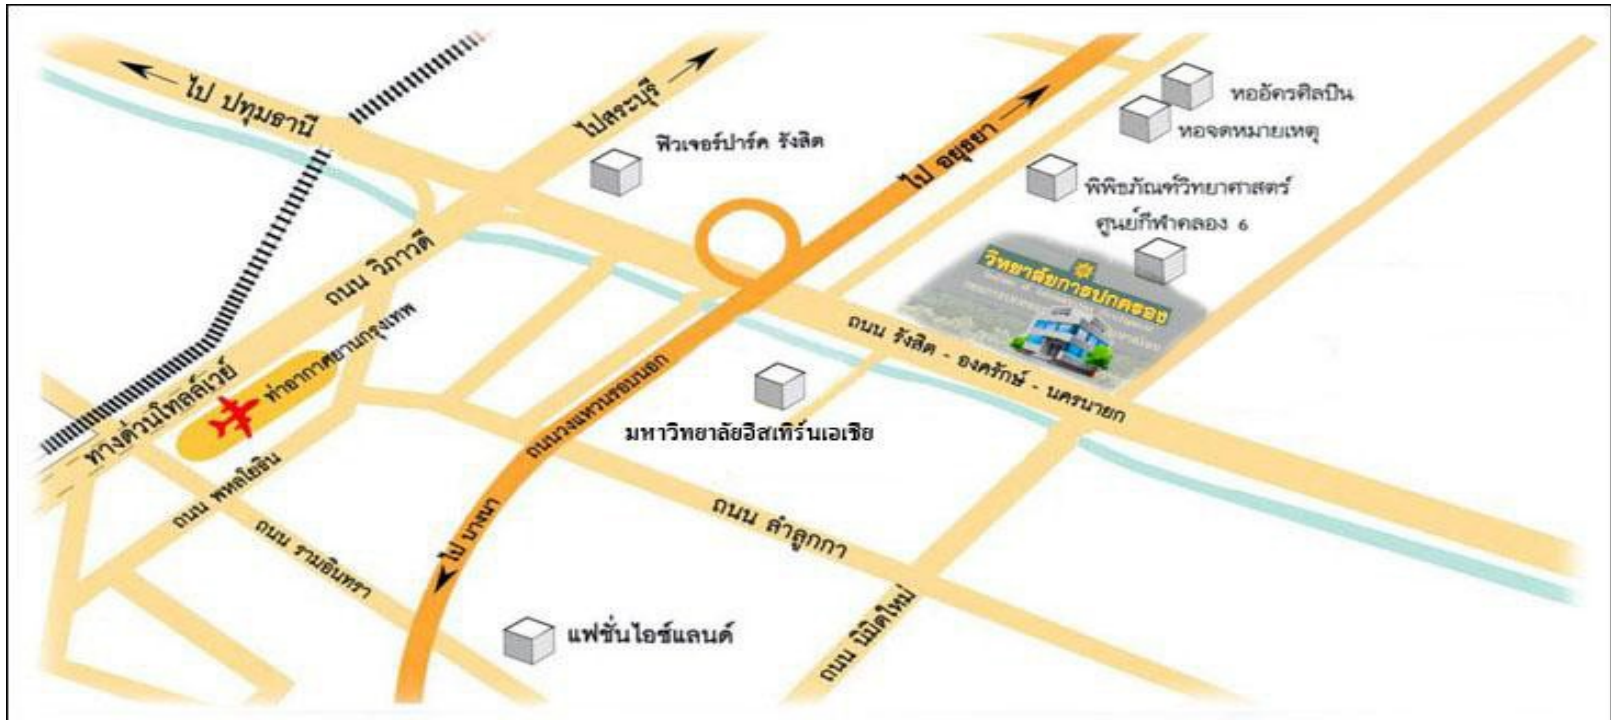 ไป ปทุมธานี
ไปสระบุรี
ฟิวเจอร์ปาร์ค รังสิต
ไป อยุธยา
หออัครศิลปิน
หอจดหมายเหตุ
พิพิธภัณฑ์วิทยาศาสตร์
ศูนย์กีฬาคลอง 6
วิทยาลัยการปกครอง
ถนน วิภาวดี
ท่าอากาศยานกรุงเทพ
ทางด่วนโทลล์เวย์
ถนน รังสิต - องครักษ์ - นครนายก
ถนนวงแหวนรอบนอก
มหาวิทยาลัยอีสเทิร์นเอเชีย
ถนน พหลโยธิน
ถนน รามอินทรา
ไป บางนา
ถนน ลำลูกกา
แฟชั่นไอซ์แลนด์
ถนน นิมิตใหม่